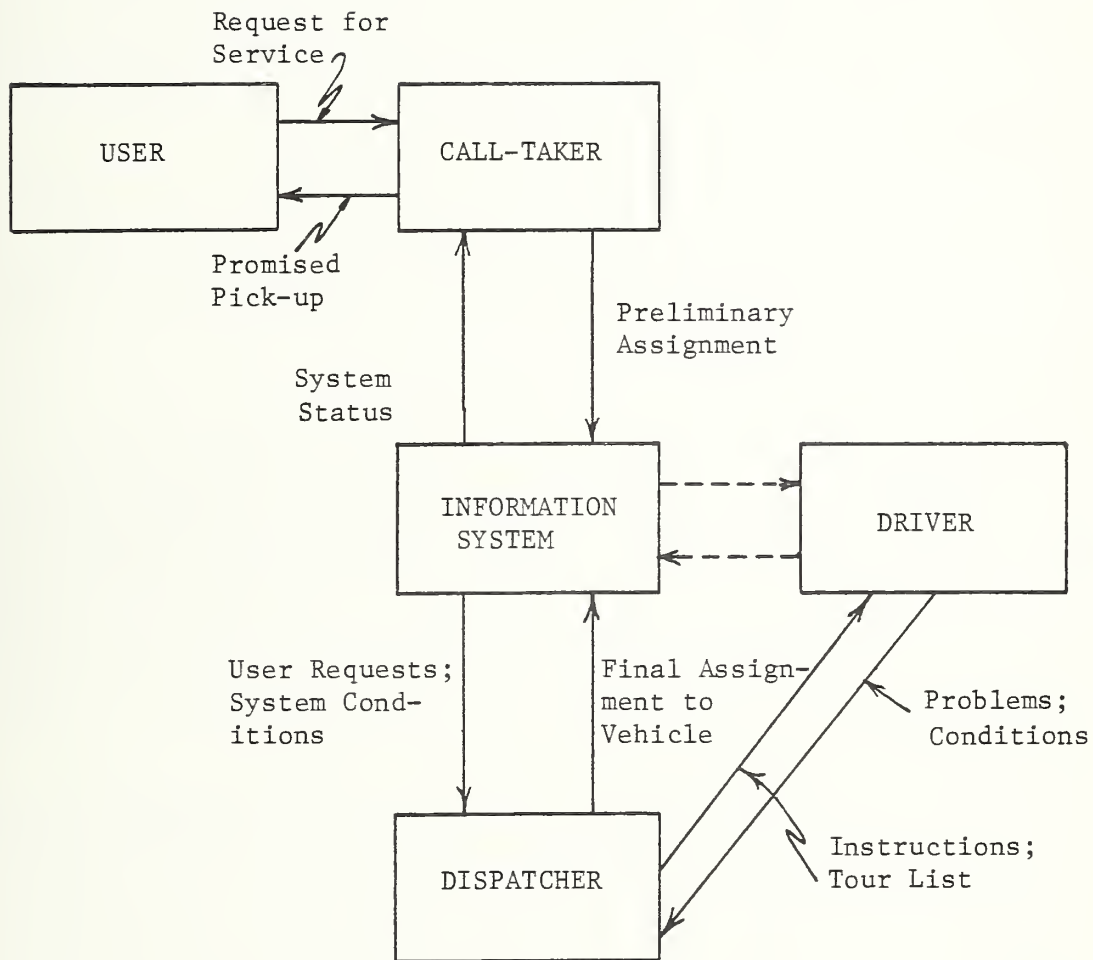 Request for
Service
USER
CALL-TAKER
Promised
Pick-up
Preliminary
Assignment
System
Status
INFORMATION
SYSTEM
DRIVER
User Requests;
System Cond-
itions
Final Assign-
ment to
Vehicle
Problems;
Conditions
Instructions;
Tour List
DISPATCHER